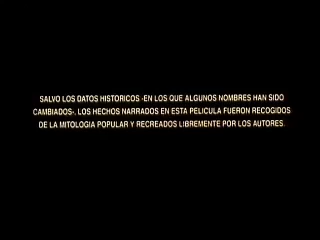 SALVO LOS DATOS HISTORICOS -EN LOS QUE ALGUNOS NOMBRES HAN SIDO
CAMBIADOS-, LOS HECHOS NARRADOS EN ESTA PELICULA FUERON RECOGIDOS
DE LA MITOLOGIA POPULAR Y RECREADOS LIBREMENTE POR LOS AUTORES.